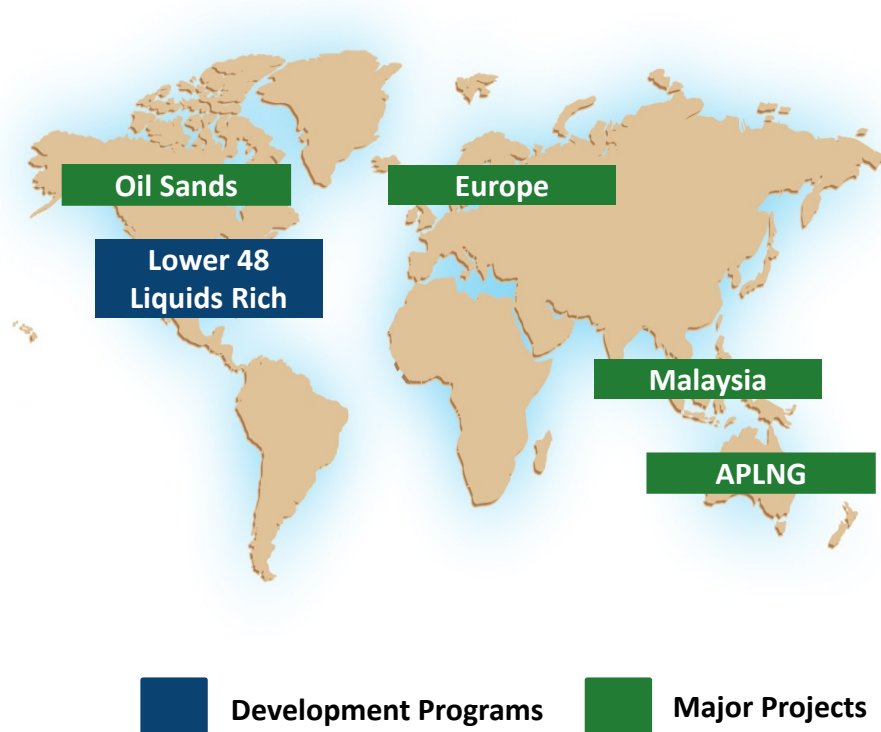 Oil Sands
Europe
Lower 48
Liquids Rich
Malaysia
APLNG
Development Programs
Major Projects